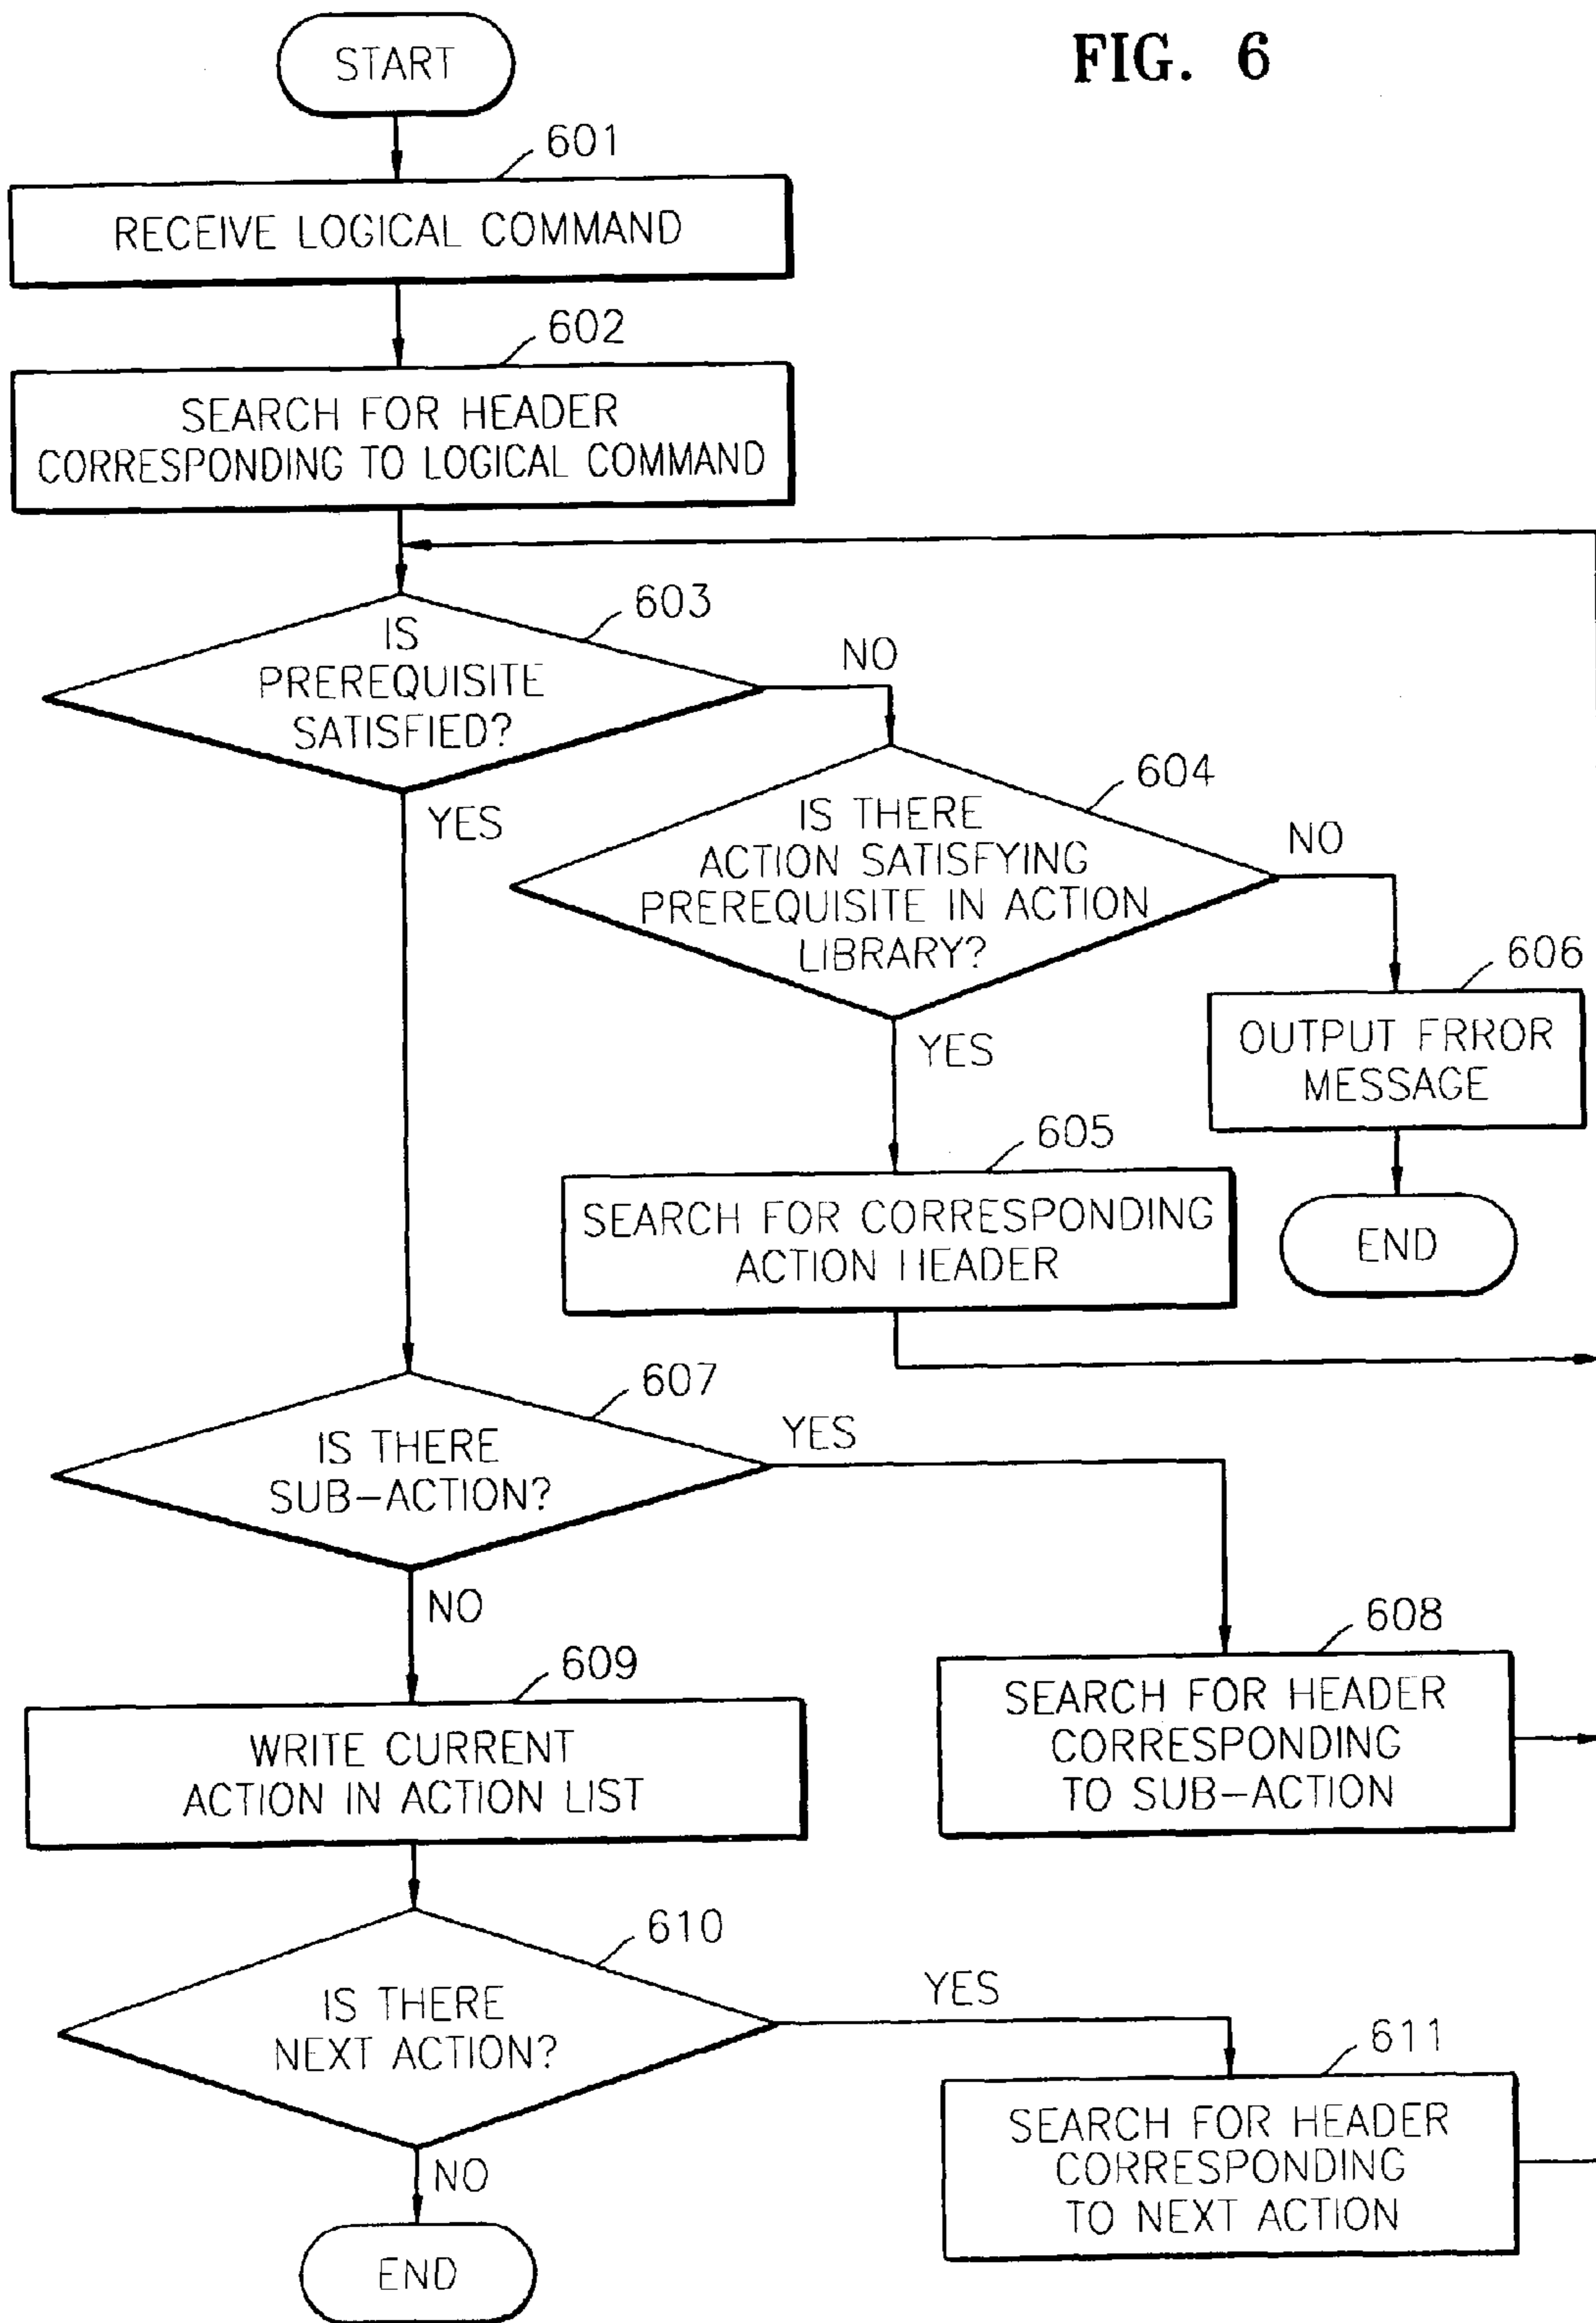 FIG. 6
START
601
RECEIVE LOGICAL COMMAND
602
SEARCH FOR HEADER
CORRESPONDING TO LOGICAL COMMAND
603
IS
PREREQUISITE
SATISFIED?
NO
YES
604
IS THERE
ACTION SATISFYING
PREREQUISITE IN ACTION
LIBRARY?
NO
YES
606
OUTPUT FRROR
MESSAGE
END
605
SEARCH FOR CORRESPONDING
ACTION HEADER
607
IS THERE
SUB-ACTION?
YES
NO
608
SEARCH FOR HEADER
CORRESPONDING
TO SUB-ACTION
609
WRITE CURRENT
ACTION IN ACTION LIST
610
IS THERE
NEXT ACTION?
YES
NO
611
SEARCH FOR HEADER
CORRESPONDING
TO NEXT ACTION
END